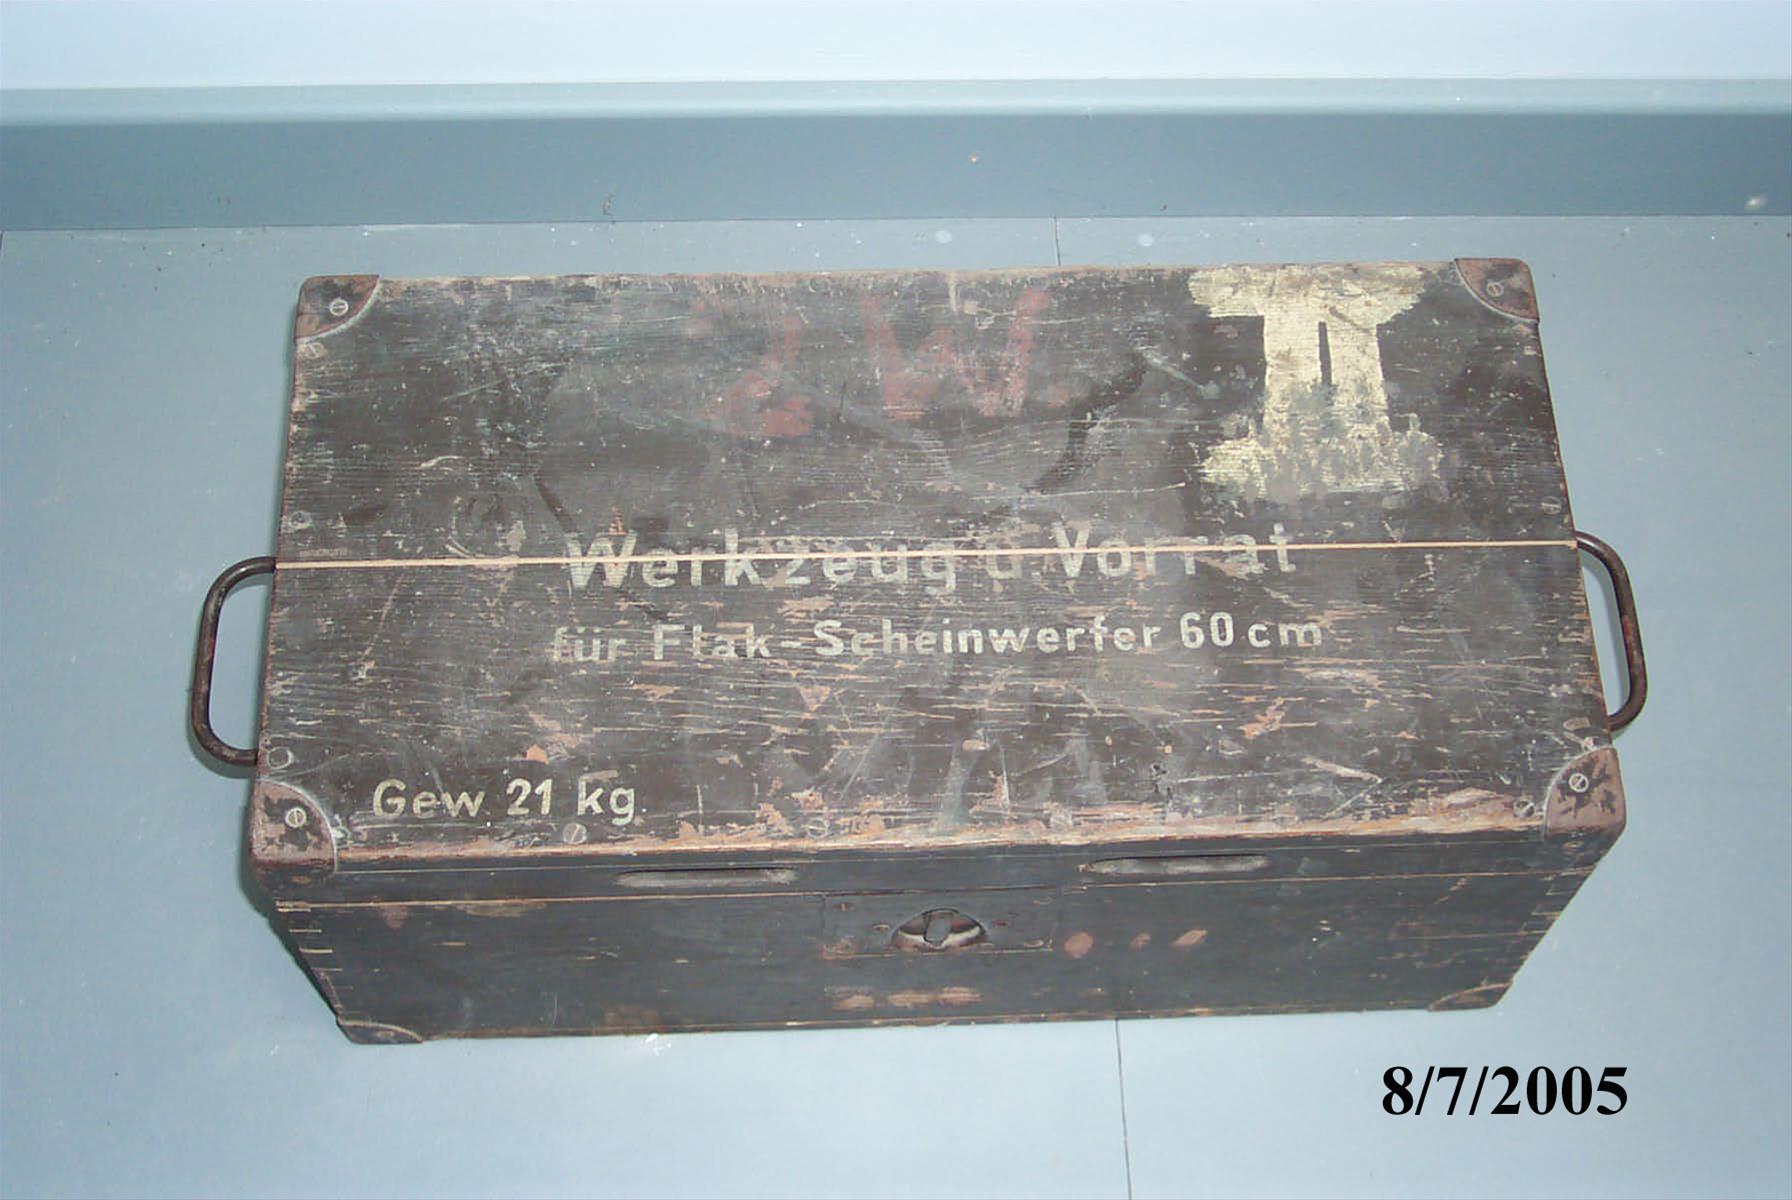 J.W.
I
Werkzeug u. Vorrat
für Flak-Scheinwerfer 60 cm
Gew. 21 kg.
8/7/2005